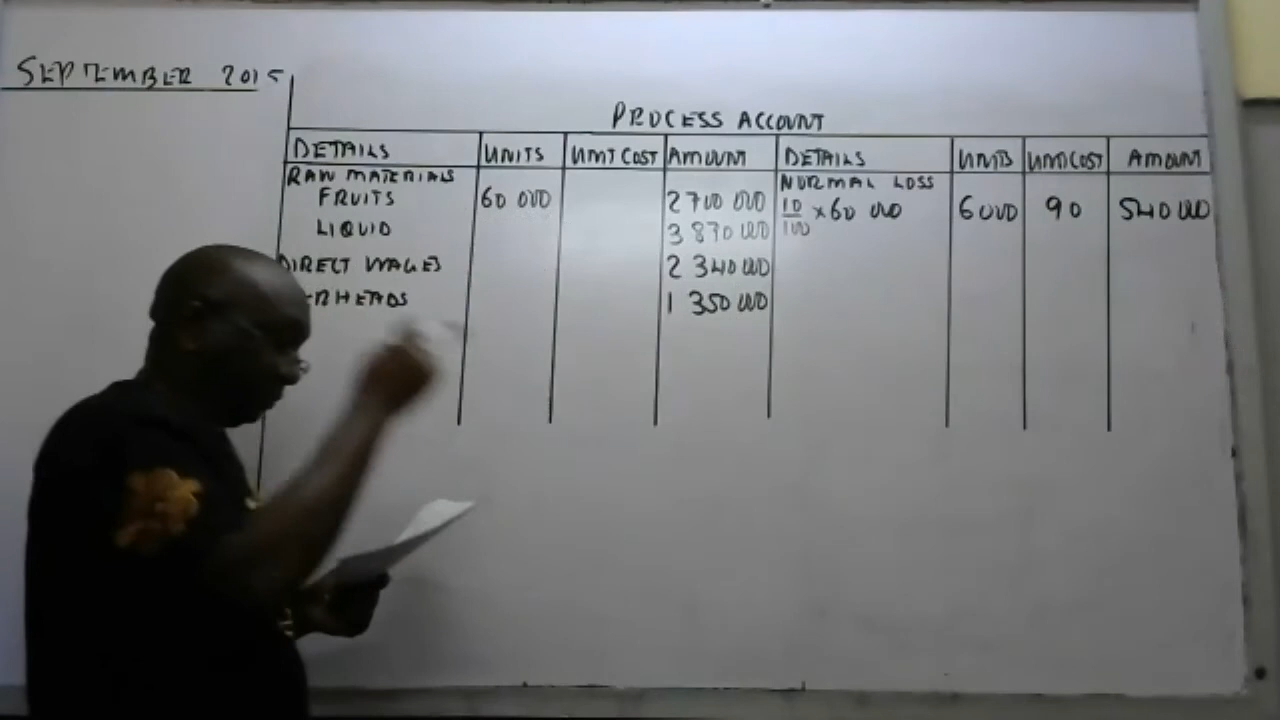 SEPTEMBER 2015
PROCESS ACCOUNT
DETAILS UNITS UNIT COST AMOUNT DETAILS UNITS UNIT COST AMOUNT
RAW MATERIALS NORMAL LOSS
FRUITS 60 000 2 700 000 10/100 x 60 000 6000 90 540 000
LIQUID 3 870 000
DIRECT WAGES 2 340 000
RHEADS 1 350 000